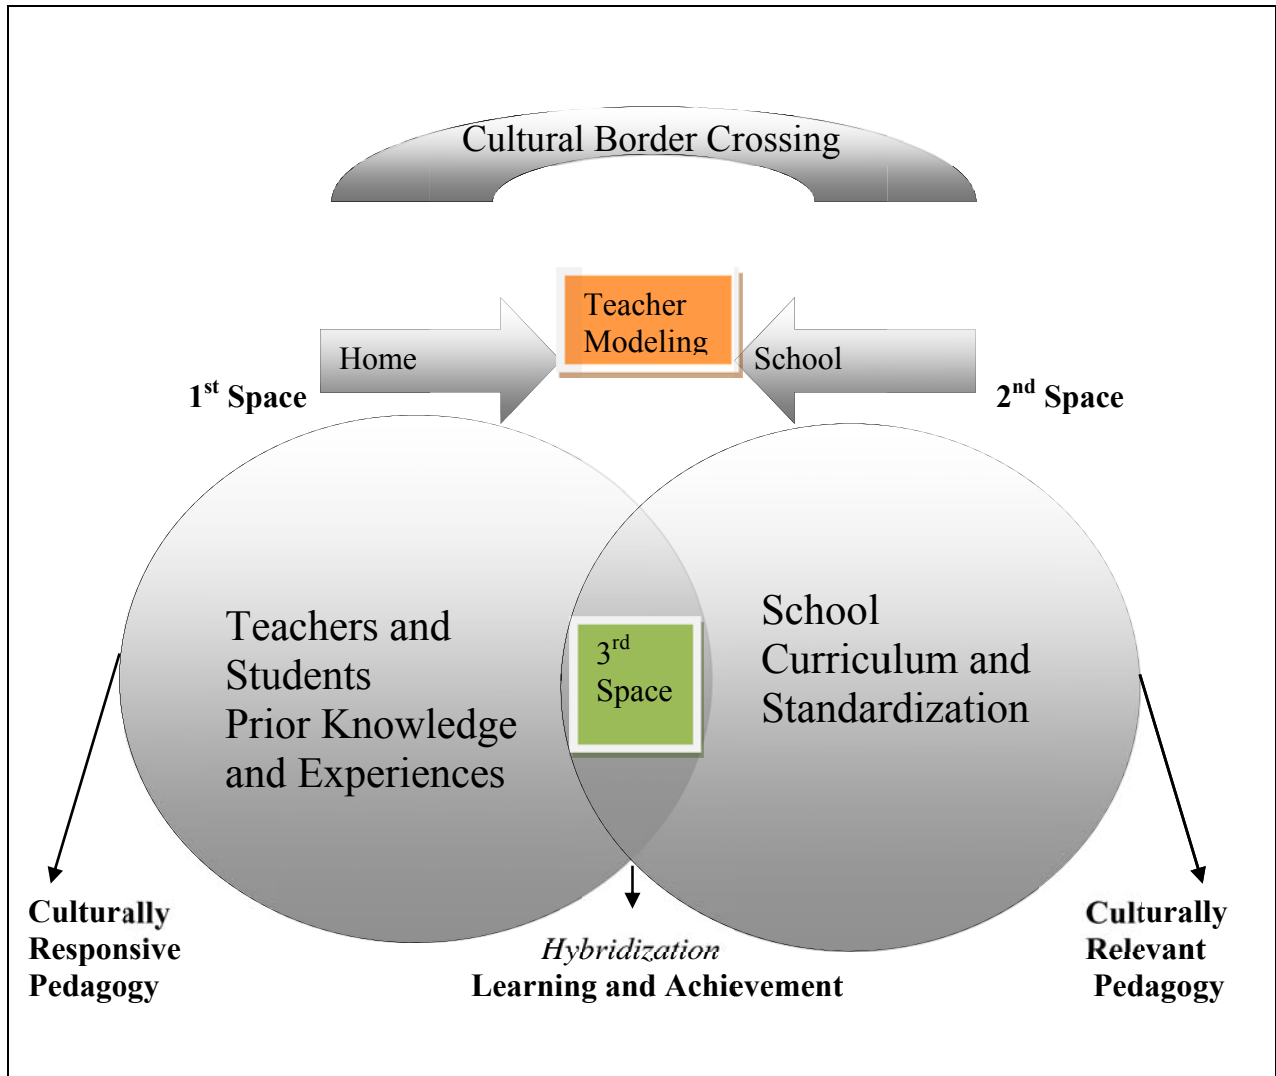 Cultural Border Crossing
Teacher
Modeling
Home
School
1st Space
2nd Space
Teachers and
Students
Prior Knowledge
and Experiences
3rd
Space
School
Curriculum and
Standardization
Culturally
Responsive
Pedagogy
Hybridization
Learning and Achievement
Culturally
Relevant
Pedagogy